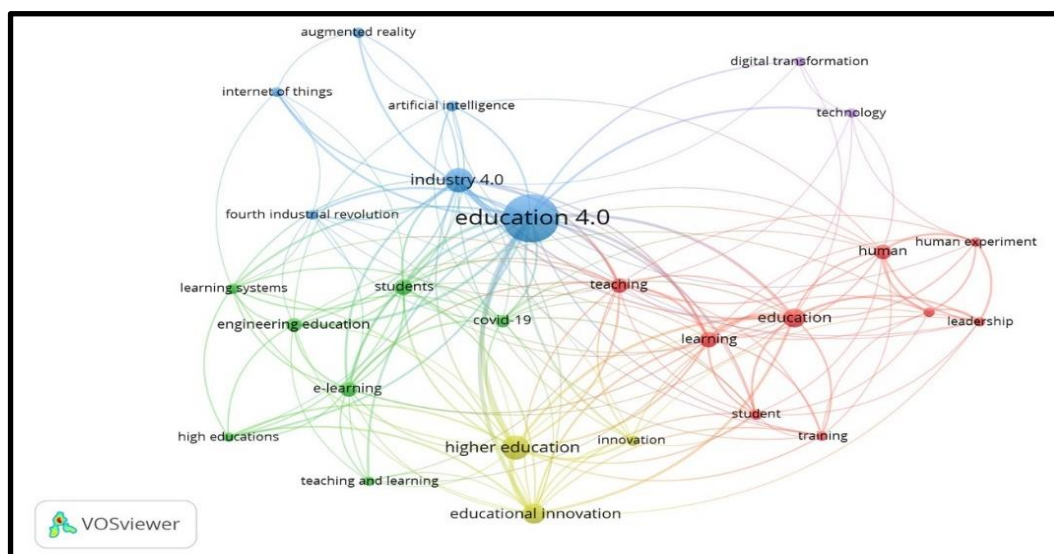 augmented reality
digital transformation
internet of things
artificial intelligence
technology
industry 4.0
education 4.0
fourth industrial revolution
human experiment
human
learning systems
students
teaching
engineering education
covid-19
education
leadership
learning
e-learning
student
high educations
higher education
innovation
training
teaching and learning
educational innovation
VOSviewer